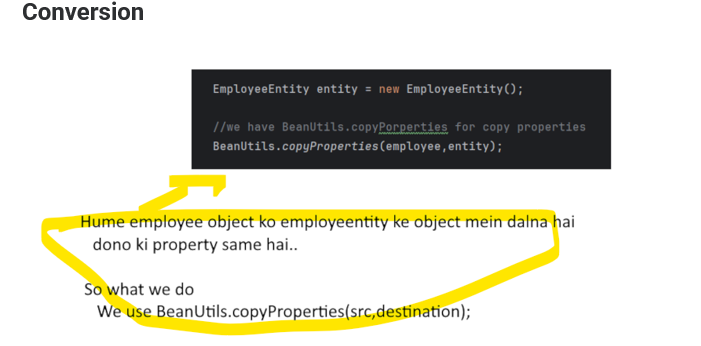 Conversion
EmployeeEntity entity = new EmployeeEntity();
//we have BeanUtils.copyPorperties for copy properties
BeanUtils.copyProperties(employee,entity);
Hume employee object ko employeentity ke object mein dalna hai
dono ki property same hai..
So what we do
We use BeanUtils.copyProperties(src,destination);